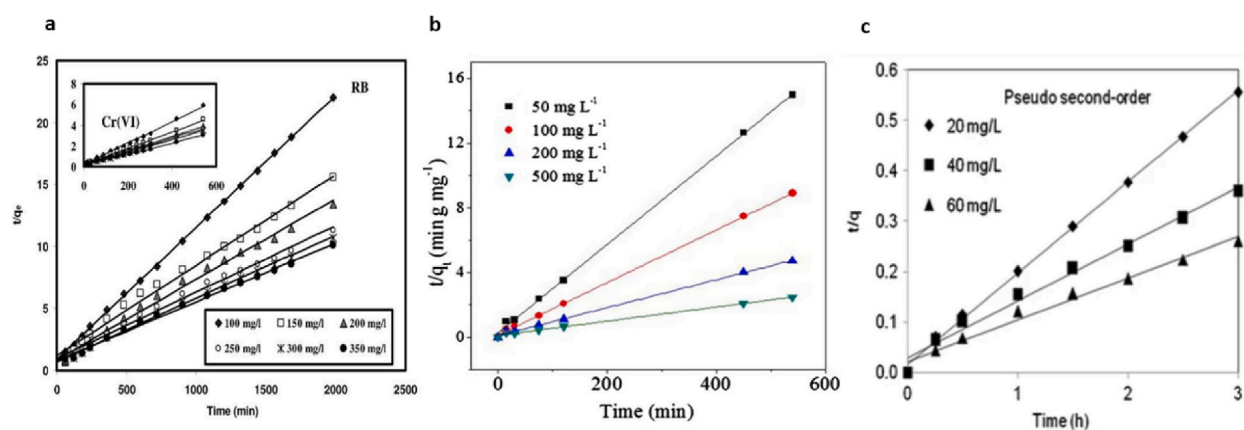 a
25
20
15
10
5
0
t/qₑ
0
500
1000
1500
2000
2500
Time (min)
RB
8
6
4
2
0
Cr(VI)
0
200
400
600
100 mg/l 150 mg/l 200 mg/l
250 mg/l 300 mg/l 350 mg/l
b
16
12
8
4
0
t/qₜ (min g mg⁻¹)
50 mg L⁻¹
100 mg L⁻¹
200 mg L⁻¹
500 mg L⁻¹
0
200
400
600
Time (min)
c
0.6
0.5
0.4
0.3
0.2
0.1
0.0
t/q
Pseudo second-order
20 mg/L
40 mg/L
60 mg/L
0
1
2
3
Time (h)